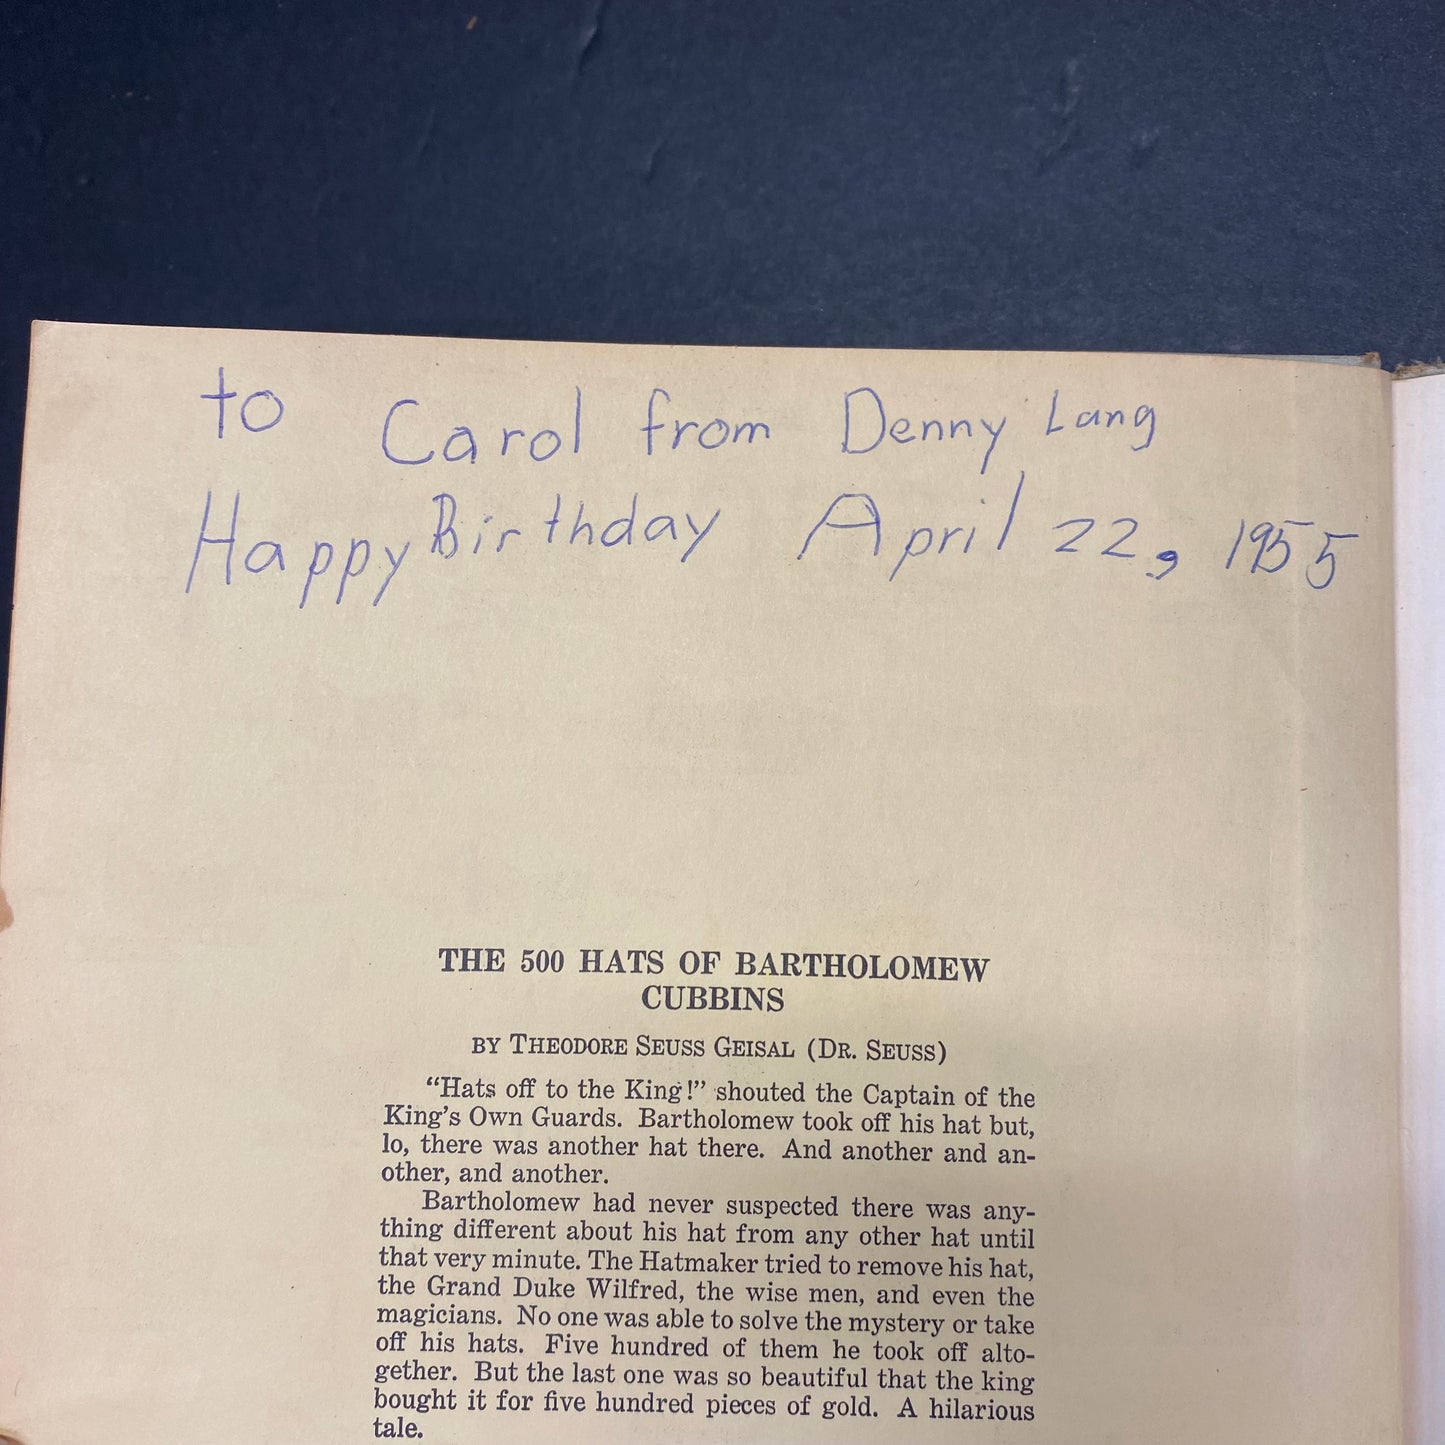 to Carol from Denny Lang
Happy Birthday April 22, 1955
THE 500 HATS OF BARTHOLOMEW
CUBBINS
BY THEODORE SEUSS GEISAL (DR. SEUSS)
“Hats off to the King!” shouted the Captain of the
King’s Own Guards. Bartholomew took off his hat but,
lo, there was another hat there. And another and an-
other, and another.
Bartholomew had never suspected there was any-
thing different about his hat from any other hat until
that very minute. The Hatmaker tried to remove his hat,
the Grand Duke Wilfred, the wise men, and even the
magicians. No one was able to solve the mystery or take
off his hats. Five hundred of them he took off alto-
gether. But the last one was so beautiful that the king
bought it for five hundred pieces of gold. A hilarious
tale.